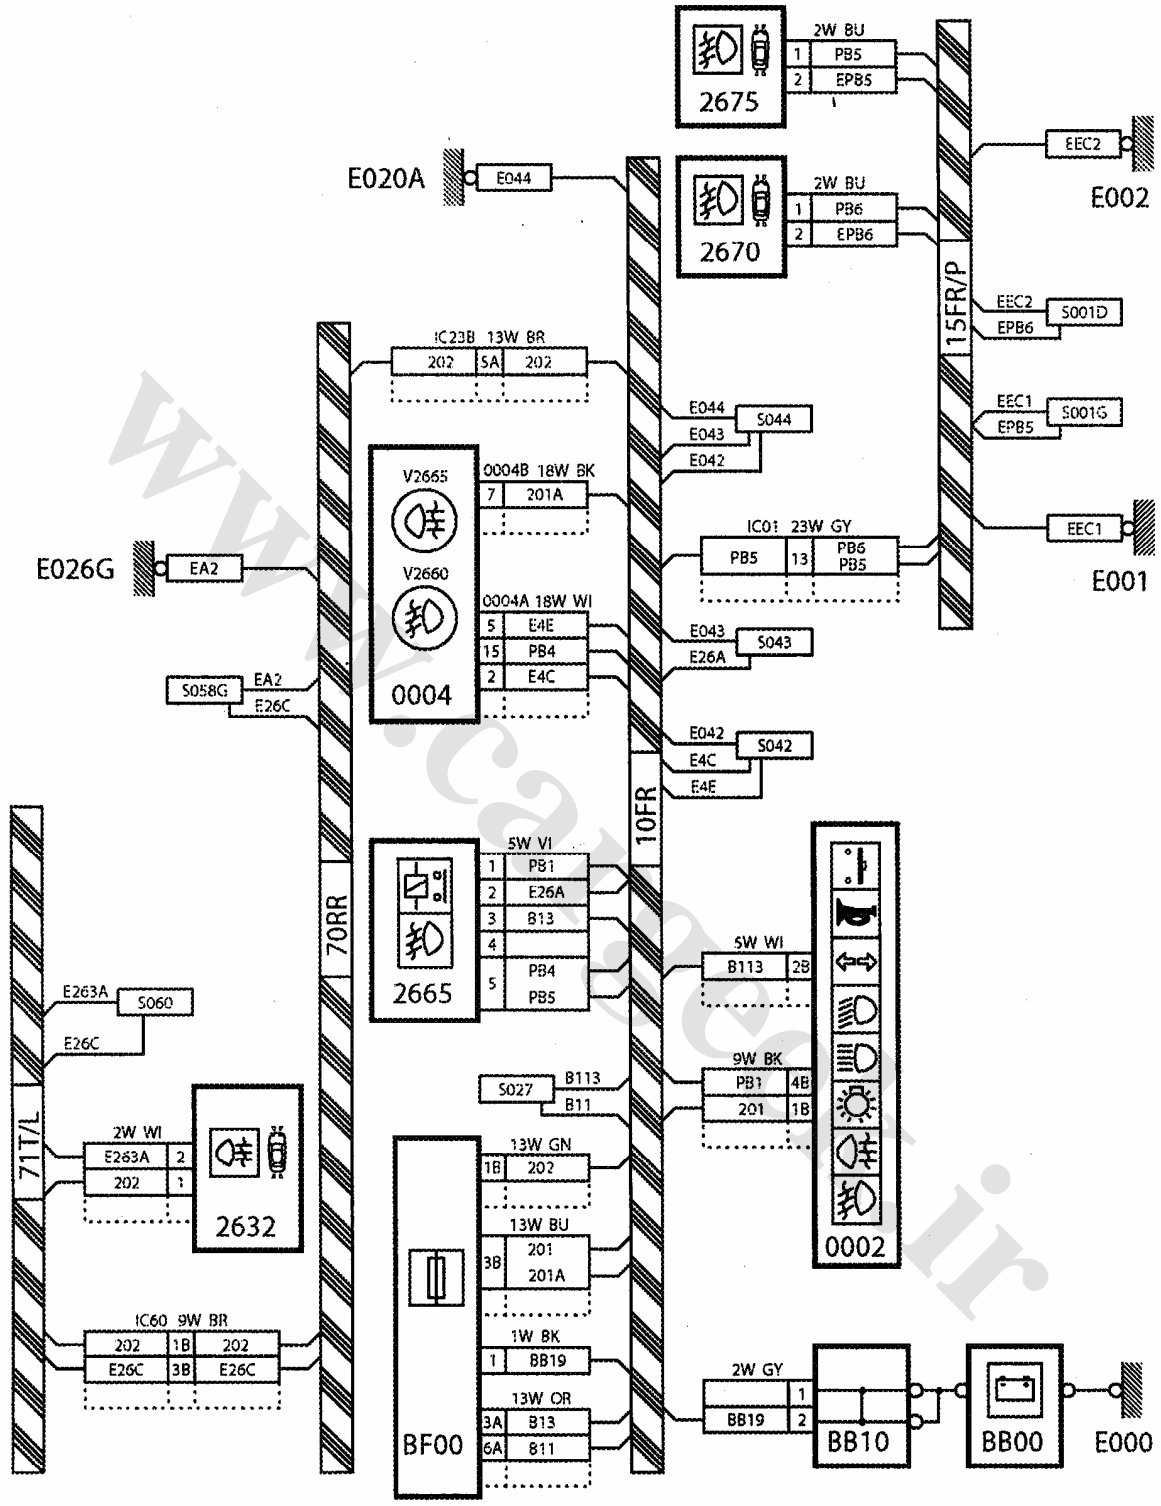 2W BU
1 PB5
2 EPB5
2675
EEC2
E002
E020A
E044
2W BU
1 PB6
2 EPB6
2670
15FR/P
EEC2
EPB6
S001D
IC23B 13W BR
202 5A 202
E044
E043
E042
S044
EEC1
EPB5
S001G
V2665
0004B 18W BK
7 201A
IC01 23W GY
PB5 13 PB6
PB5
EEC1
E001
E026G
EA2
V2660
0004A 18W WI
5 E4E
15 PB4
2 E4C
0004
E043
E26A
S043
S058G
EA2
E26C
E042
E4C
E4E
S042
10FR
5W VI
1 PB1
2 E26A
3 B13
4
5 PB4
PB5
2665
70RR
5W WI
B113 2B
E263A
E26C
S060
9W BK
PB1 4B
201 1B
0002
S027
B113
B11
71T/L
2W WI
E263A 2
202 1
2632
13W GN
1B 202
13W BU
3B 201
201A
IC60 9W BR
202 1B 202
E26C 3B E26C
1W BK
1 BB19
13W OR
3A B13
6A B11
BF00
2W GY
1
BB19 2
BB10
BB00
E000
www.cargeek.ir